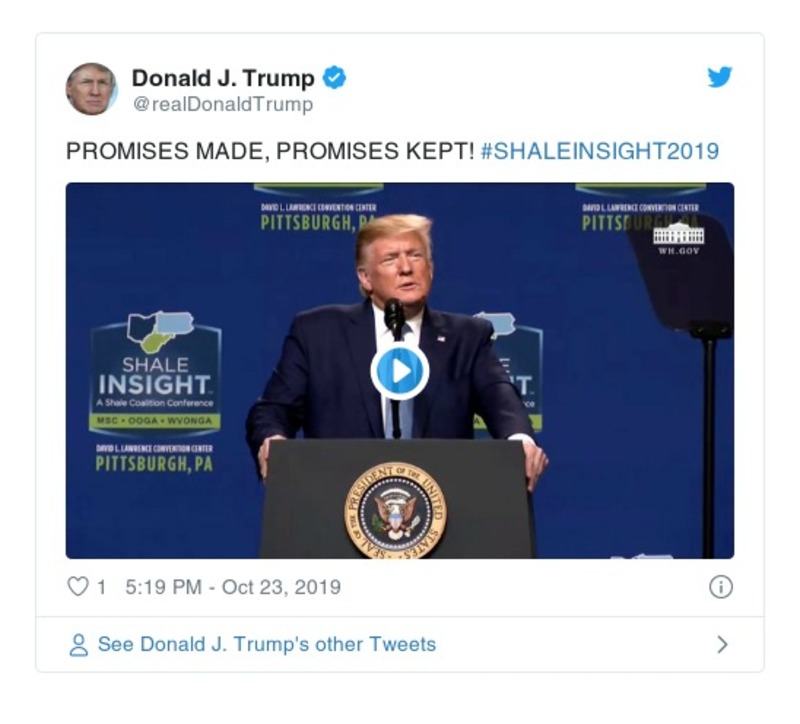 Donald J. Trump
@realDonaldTrump
PROMISES MADE, PROMISES KEPT! #SHALEINSIGHT2019
DAVID L. LAWRENCE CONVENTION CENTER
PITTSBURGH, PA
DAVID L. LAWRENCE CONVENTION CENTER
PITTSBURGH, PA
WH.GOV
SHALE
INSIGHT
A Shale Coalition Conference
MSC • OOGA • WVONGA
DAVID L. LAWRENCE CONVENTION CENTER
PITTSBURGH, PA
SEAL OF THE PRESIDENT OF THE UNITED STATES
1 5:19 PM - Oct 23, 2019
See Donald J. Trump's other Tweets